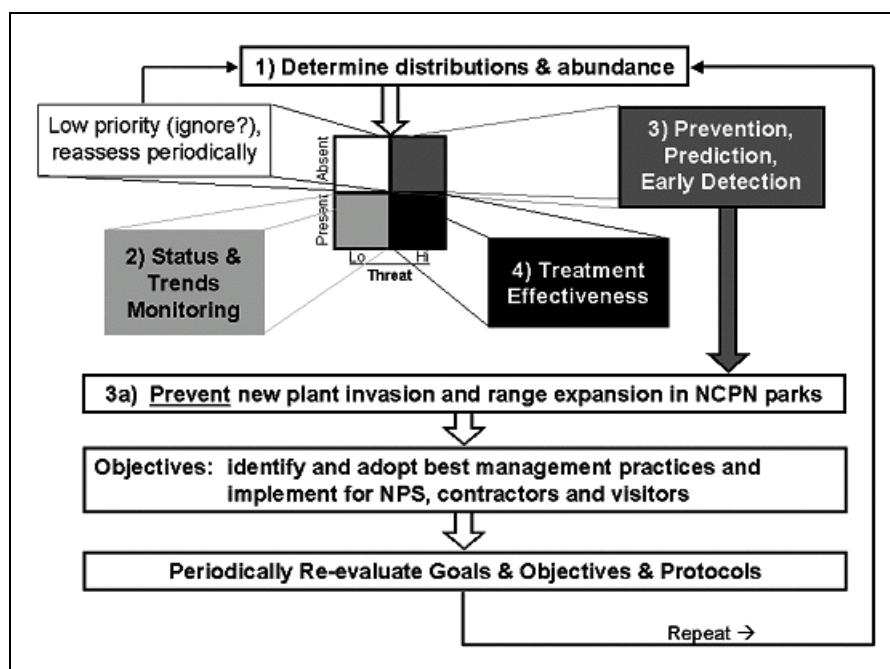 1) Determine distributions & abundance
Low priority (ignore?),
reassess periodically
Absent
Present
Lo
Hi
Threat
3) Prevention,
Prediction,
Early Detection
2) Status &
Trends
Monitoring
4) Treatment
Effectiveness
3a) Prevent new plant invasion and range expansion in NCPN parks
Objectives: identify and adopt best management practices and
implement for NPS, contractors and visitors
Periodically Re-evaluate Goals & Objectives & Protocols
Repeat →